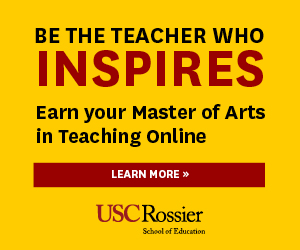 BE THE TEACHER WHO
INSPIRES
Earn your Master of Arts
in Teaching Online
LEARN MORE »
USCRossier
School of Education